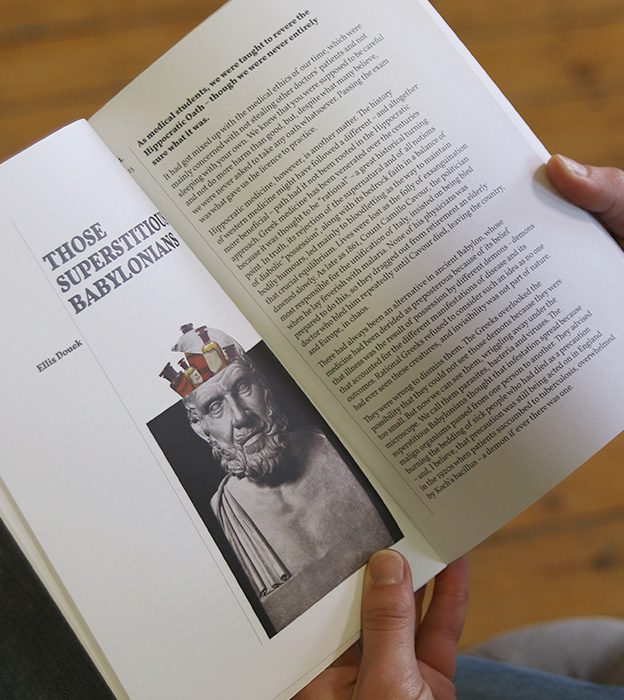 THOSE
SUPERSTITIOUS
BABYLONIANS
Ellis Douek
As medical students, we were taught to revere the
Hippocratic Oath – though we were never entirely
sure what it was.
It had got mixed up with the medical ethics of our time, which were
mainly concerned with not stealing other doctors' patients and not
sleeping with your own. We knew that you were supposed to be careful
and not do more harm than good, but, despite what many believe,
we were never asked to take any oath whatsoever. Passing the exam
was what gave us the licence to practice.
Hippocratic medicine, however, is another matter. The history
of western medicine might have followed a different – and altogether
more beneficial – path had it not been rooted in the Hippocratic
approach. Greek medicine has been venerated over the centuries
because it was thought to be "rational" – a great historical turning
point. In truth, its rejection of the supernatural and of all notions
of diabolic "possession", along with its bedrock faith in a balance of
bodily humours, led mainly to bloodletting as the way to maintain
that crucial equilibrium. Lives were lost as the folly of exsanguination
dawned slowly. As late as 1861, Count Camillo Cavour, the politician
most responsible for the unification of Italy, insisted on being bled
when he lay feverish with malaria. None of his physicians was
prepared to do this, so they dragged out from retirement an elderly
doctor who bled him repeatedly until Cavour died, leaving the country,
and Europe, in chaos.
There had always been an alternative in ancient Babylon, whose
medicine had been derided as preposterous because of its belief
that illness was the result of possession by different demons – demons
that accounted for the different manifestations of disease and its
outcomes. Rational Greeks refused to consider such an idea as no one
had ever seen these creatures, and invisibility was not part of nature.
They were wrong to dismiss them. The Greeks overlooked the
possibility that they could not see those demons because they were
too small. But now we can see them, wriggling away under the
microscope. We call them parasites, bacteria and viruses. The
superstitious Babylonians thought that infestation spread because
malign organisms passed from one person to another. They advised
burning the bedding of sick people who had died as a precaution
– and, I believe, that precaution was still being acted on in England
in the 1920s when patients succumbed to tuberculosis, overwhelmed
by Koch's bacillus – a demon if ever there was one.